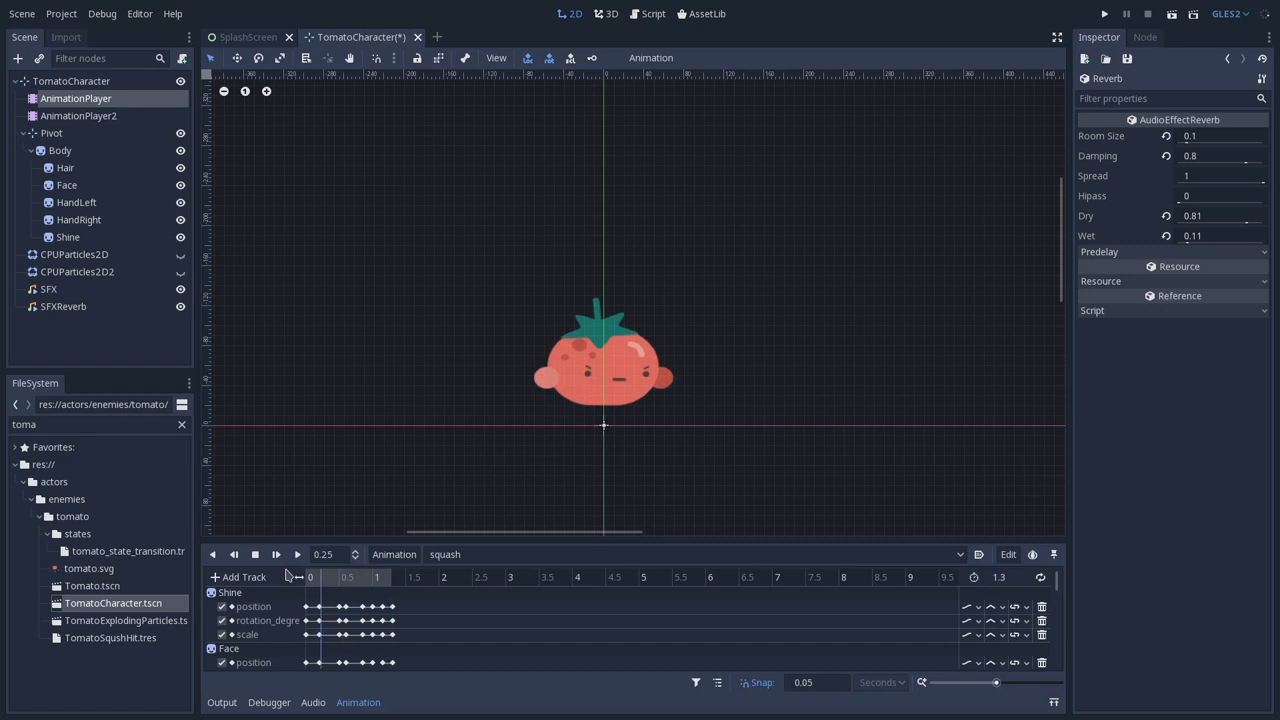 Scene Project Debug Editor Help
2D 3D Script AssetLib
GLES2
Scene Import
SplashScreen TomatoCharacter(*)
Inspector Node
Filter nodes
View Animation
Reverb
Filter properties
TomatoCharacter
AnimationPlayer
AnimationPlayer2
Pivot
Body
Hair
Face
HandLeft
HandRight
Shine
CPUParticles2D
CPUParticles2D2
SFX
SFXReverb
AudioEffectReverb
Room Size 0.1
Damping 0.8
Spread 1
Hipass 0
Dry 0.81
Wet 0.11
Predelay
Resource
Resource
Reference
Script
FileSystem
res://actors/enemies/tomato/
toma
Favorites:
res://
actors
enemies
tomato
states
tomato_state_transition.tr
Tomato.svg
Tomato.tscn
TomatoCharacter.tscn
TomatoExplodingParticles.ts
TomatoSqushHit.tres
0.25 Animation squash Edit
Add Track 0 0.5 1 1.5 2 2.5 3 3.5 4 4.5 5 5.5 6 6.5 7 7.5 8 8.5 9 9.5 1.3
Shine
position
rotation_degre
scale
Face
position
Snap: 0.05 Seconds
Output Debugger Audio Animation